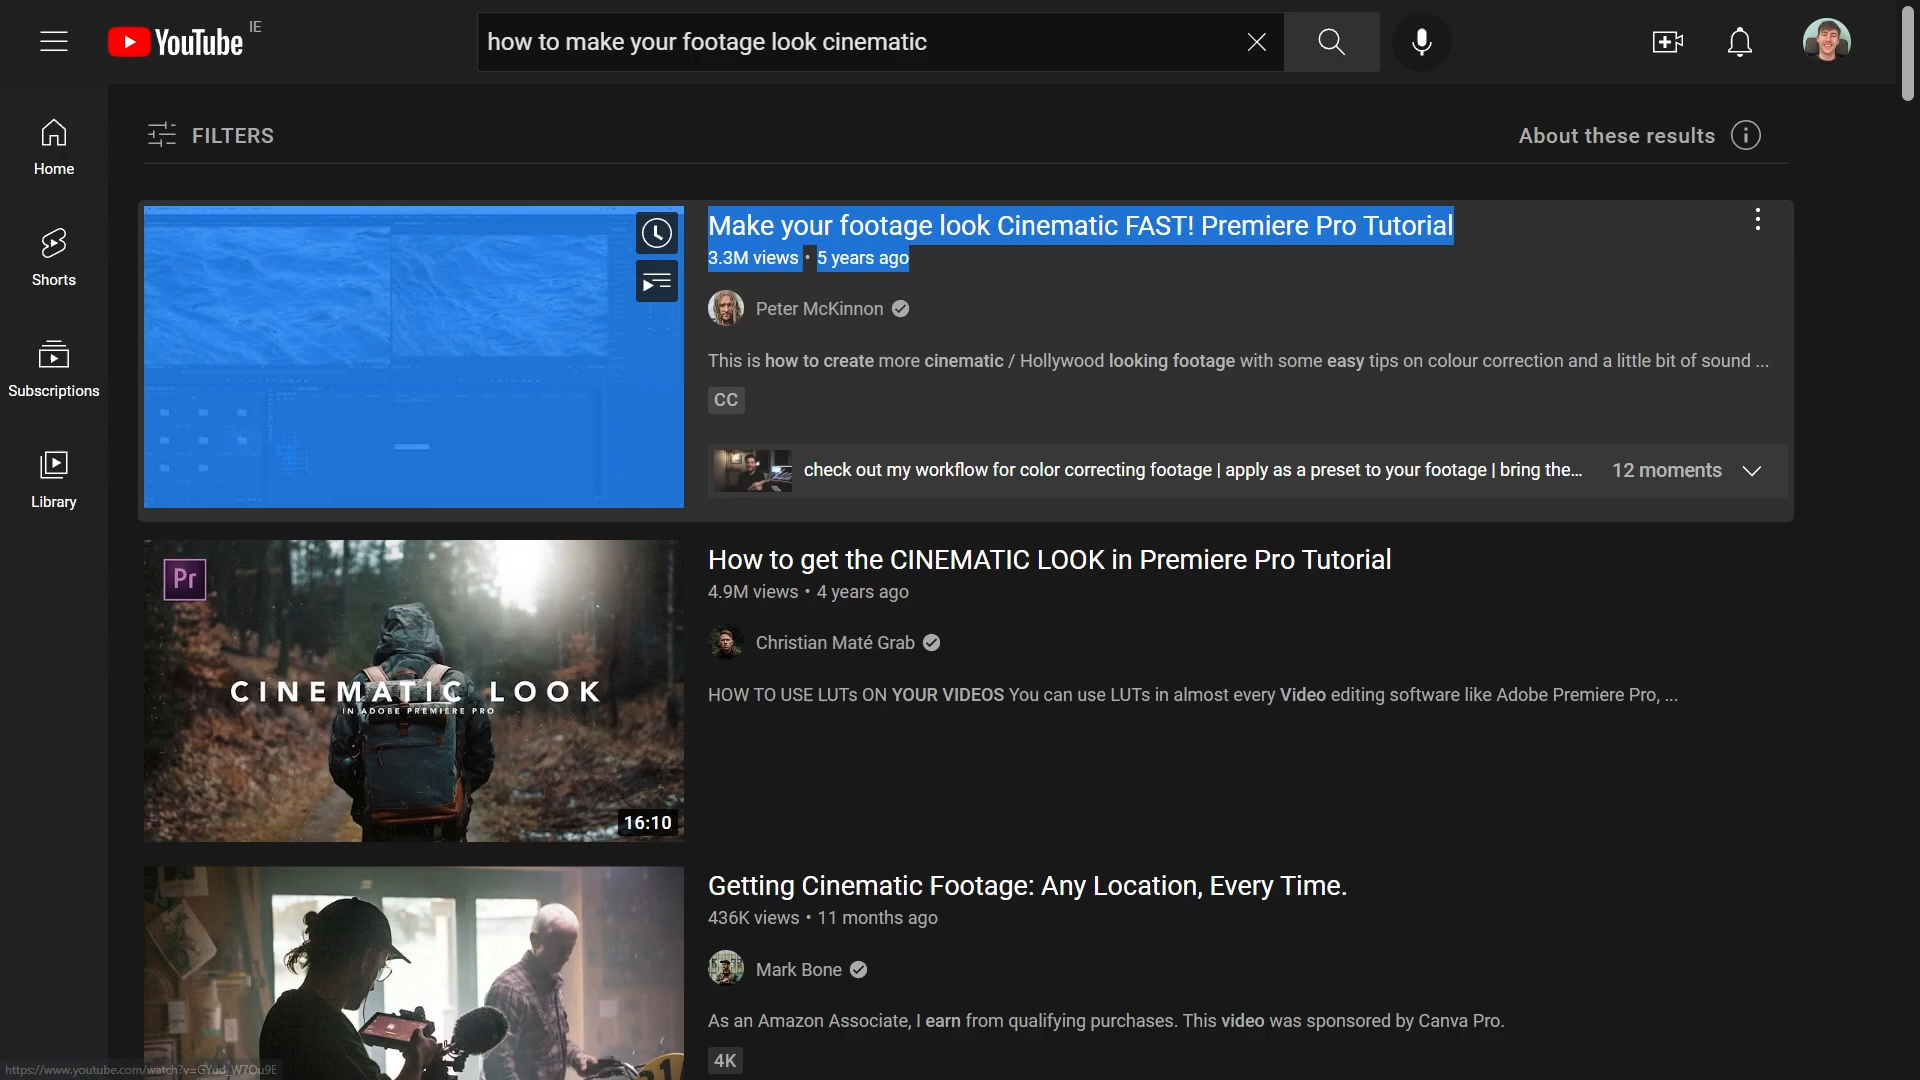 YouTube IE
how to make your footage look cinematic
FILTERS
About these results
Home
Shorts
Subscriptions
Library
Make your footage look Cinematic FAST! Premiere Pro Tutorial
3.3M views • 5 years ago
Peter McKinnon
This is how to create more cinematic / Hollywood looking footage with some easy tips on colour correction and a little bit of sound ...
CC
check out my workflow for color correcting footage | apply as a preset to your footage | bring the...
12 moments
Pr
CINEMATIC LOOK
IN ADOBE PREMIERE PRO
16:10
How to get the CINEMATIC LOOK in Premiere Pro Tutorial
4.9M views • 4 years ago
Christian Maté Grab
HOW TO USE LUTs ON YOUR VIDEOS You can use LUTs in almost every Video editing software like Adobe Premiere Pro, ...
Getting Cinematic Footage: Any Location, Every Time.
436K views • 11 months ago
Mark Bone
As an Amazon Associate, I earn from qualifying purchases. This video was sponsored by Canva Pro.
4K
https://www.youtube.com/watch?v=GYud_W7Ou9E